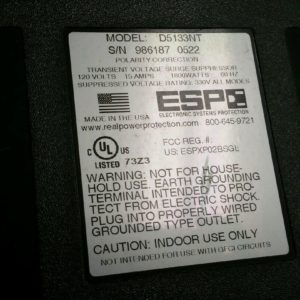 MODEL: D5133NT
S/N 986187 0522
POLARITY CORRECTION
TRANSIENT VOLTAGE SURGE SUPPRESSOR
120 VOLTS 15 AMPS 1800WATTS 60 HZ
SUPPRESSED VOLTAGE RATING: 330V ALL MODES
ESP
MADE IN THE USA
ELECTRONIC SYSTEMS PROTECTION
www.realpowerprotection.com 800-645-9721
C UL US
LISTED 73Z3
FCC REG. #:
US: ESPXP02BSGL
WARNING: NOT FOR HOUSE-
HOLD USE. EARTH GROUNDING
TERMINAL INTENDED TO PRO-
TECT FROM ELECTRIC SHOCK.
PLUG INTO PROPERLY WIRED
GROUNDED TYPE OUTLET.
CAUTION: INDOOR USE ONLY
NOT FOR USE WITH GFCI CIRCUITS